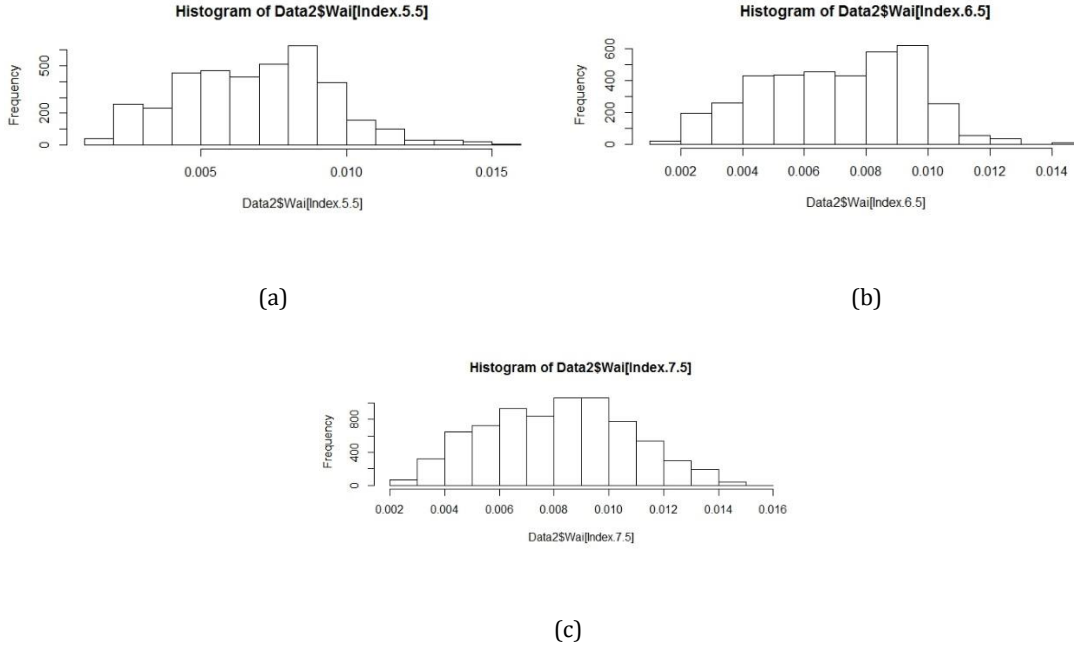 Histogram of Data2$Wai[Index.5.5]
Frequency
0 200 500
0.005 0.010 0.015
Data2$Wai[Index.5.5]
(a)
Histogram of Data2$Wai[Index.6.5]
Frequency
0 200 400 600
0.002 0.004 0.006 0.008 0.010 0.012 0.014
Data2$Wai[Index.6.5]
(b)
Histogram of Data2$Wai[Index.7.5]
Frequency
0 400 800
0.002 0.004 0.006 0.008 0.010 0.012 0.014 0.016
Data2$Wai[Index.7.5]
(c)